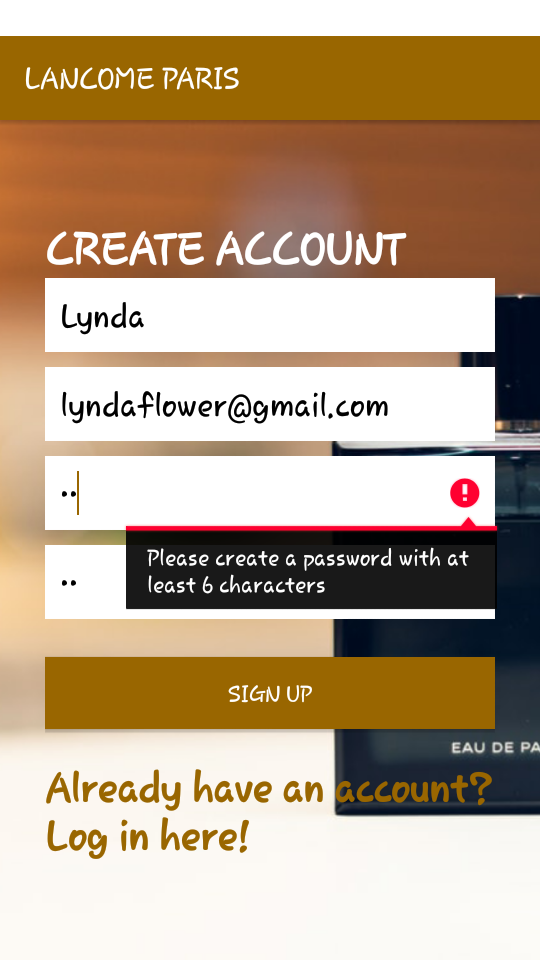 LANCOME PARIS
CREATE ACCOUNT
Lynda
lyndaflower@gmail.com
••
••
Please create a password with at
least 6 characters
SIGN UP
EAU DE PA
Already have an account?
Log in here!